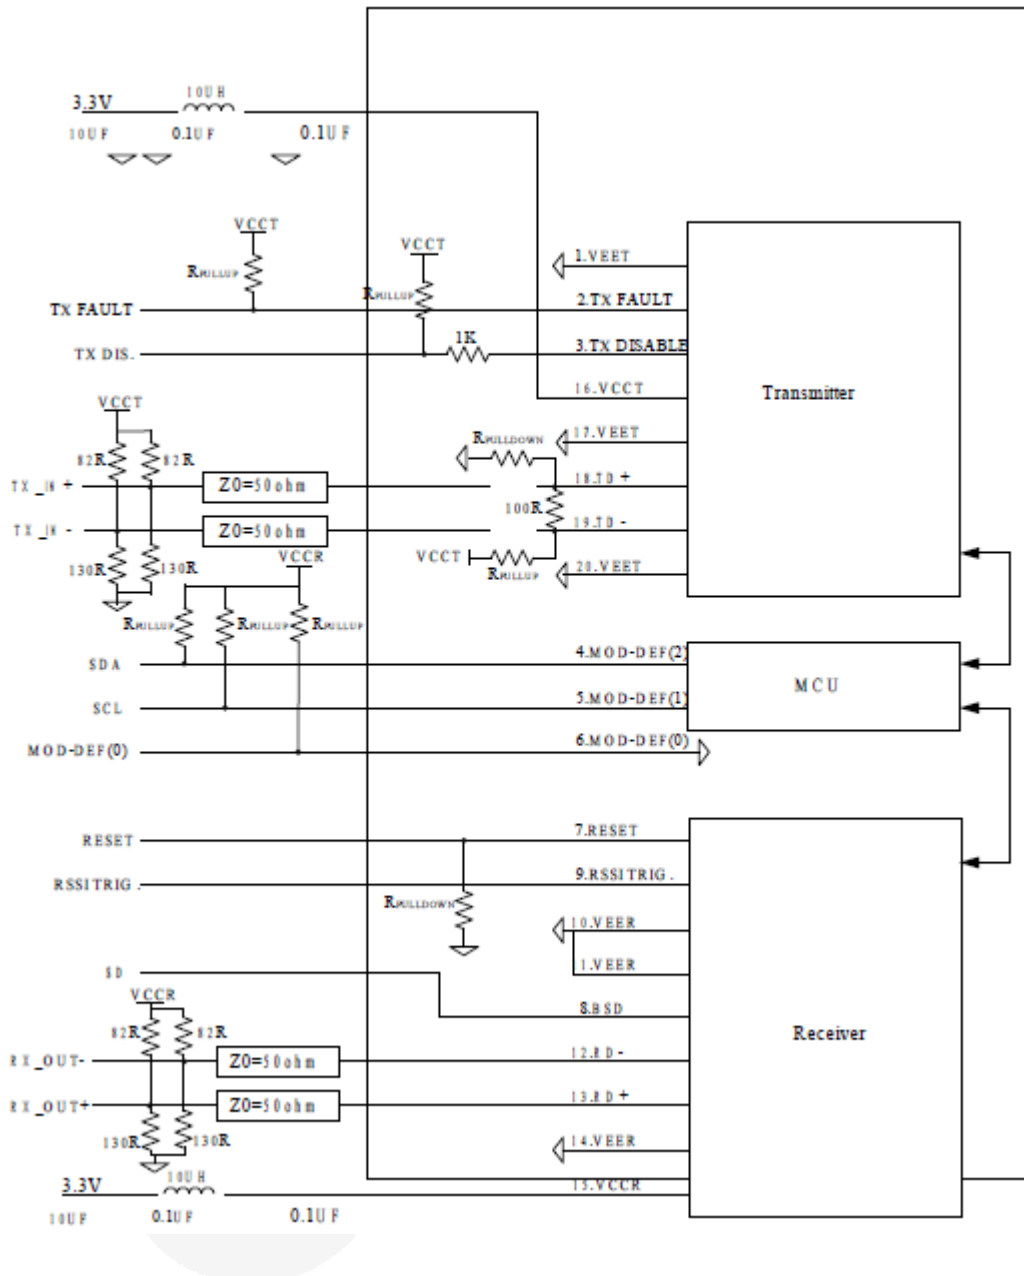 10UH
3.3V
10UF 0.1UF 0.1UF
VCCT
VCCT
RPULLUP
RPULLUP
1.VEET
TX FAULT
2.TX FAULT
TX DIS.
1K
3.TX DISABLE
16.VCCT
Transmitter
VCCT
82R 82R
RPULLDOWN
17.VEET
TX_IN +
Z0=50ohm
18.TD +
100R
TX_IN -
Z0=50ohm
19.TD -
VCCR
VCCT
130R 130R
RPULLUP
20.VEET
RPULLUP RPULLUP RPULLUP
SDA
4.MOD-DEF(2)
MCU
SCL
5.MOD-DEF(1)
MOD-DEF(0)
6.MOD-DEF(0)
RESET
7.RESET
RSSITRIG.
9.RSSITRIG.
RPULLDOWN
10.VEER
SD
1.VEER
VCCR
8.BSD
82R 82R
Receiver
RX_OUT-
Z0=50ohm
12.RD -
RX_OUT+
Z0=50ohm
13.RD +
130R 130R
14.VEER
10UH
3.3V
15.VCCR
10UF 0.1UF 0.1UF